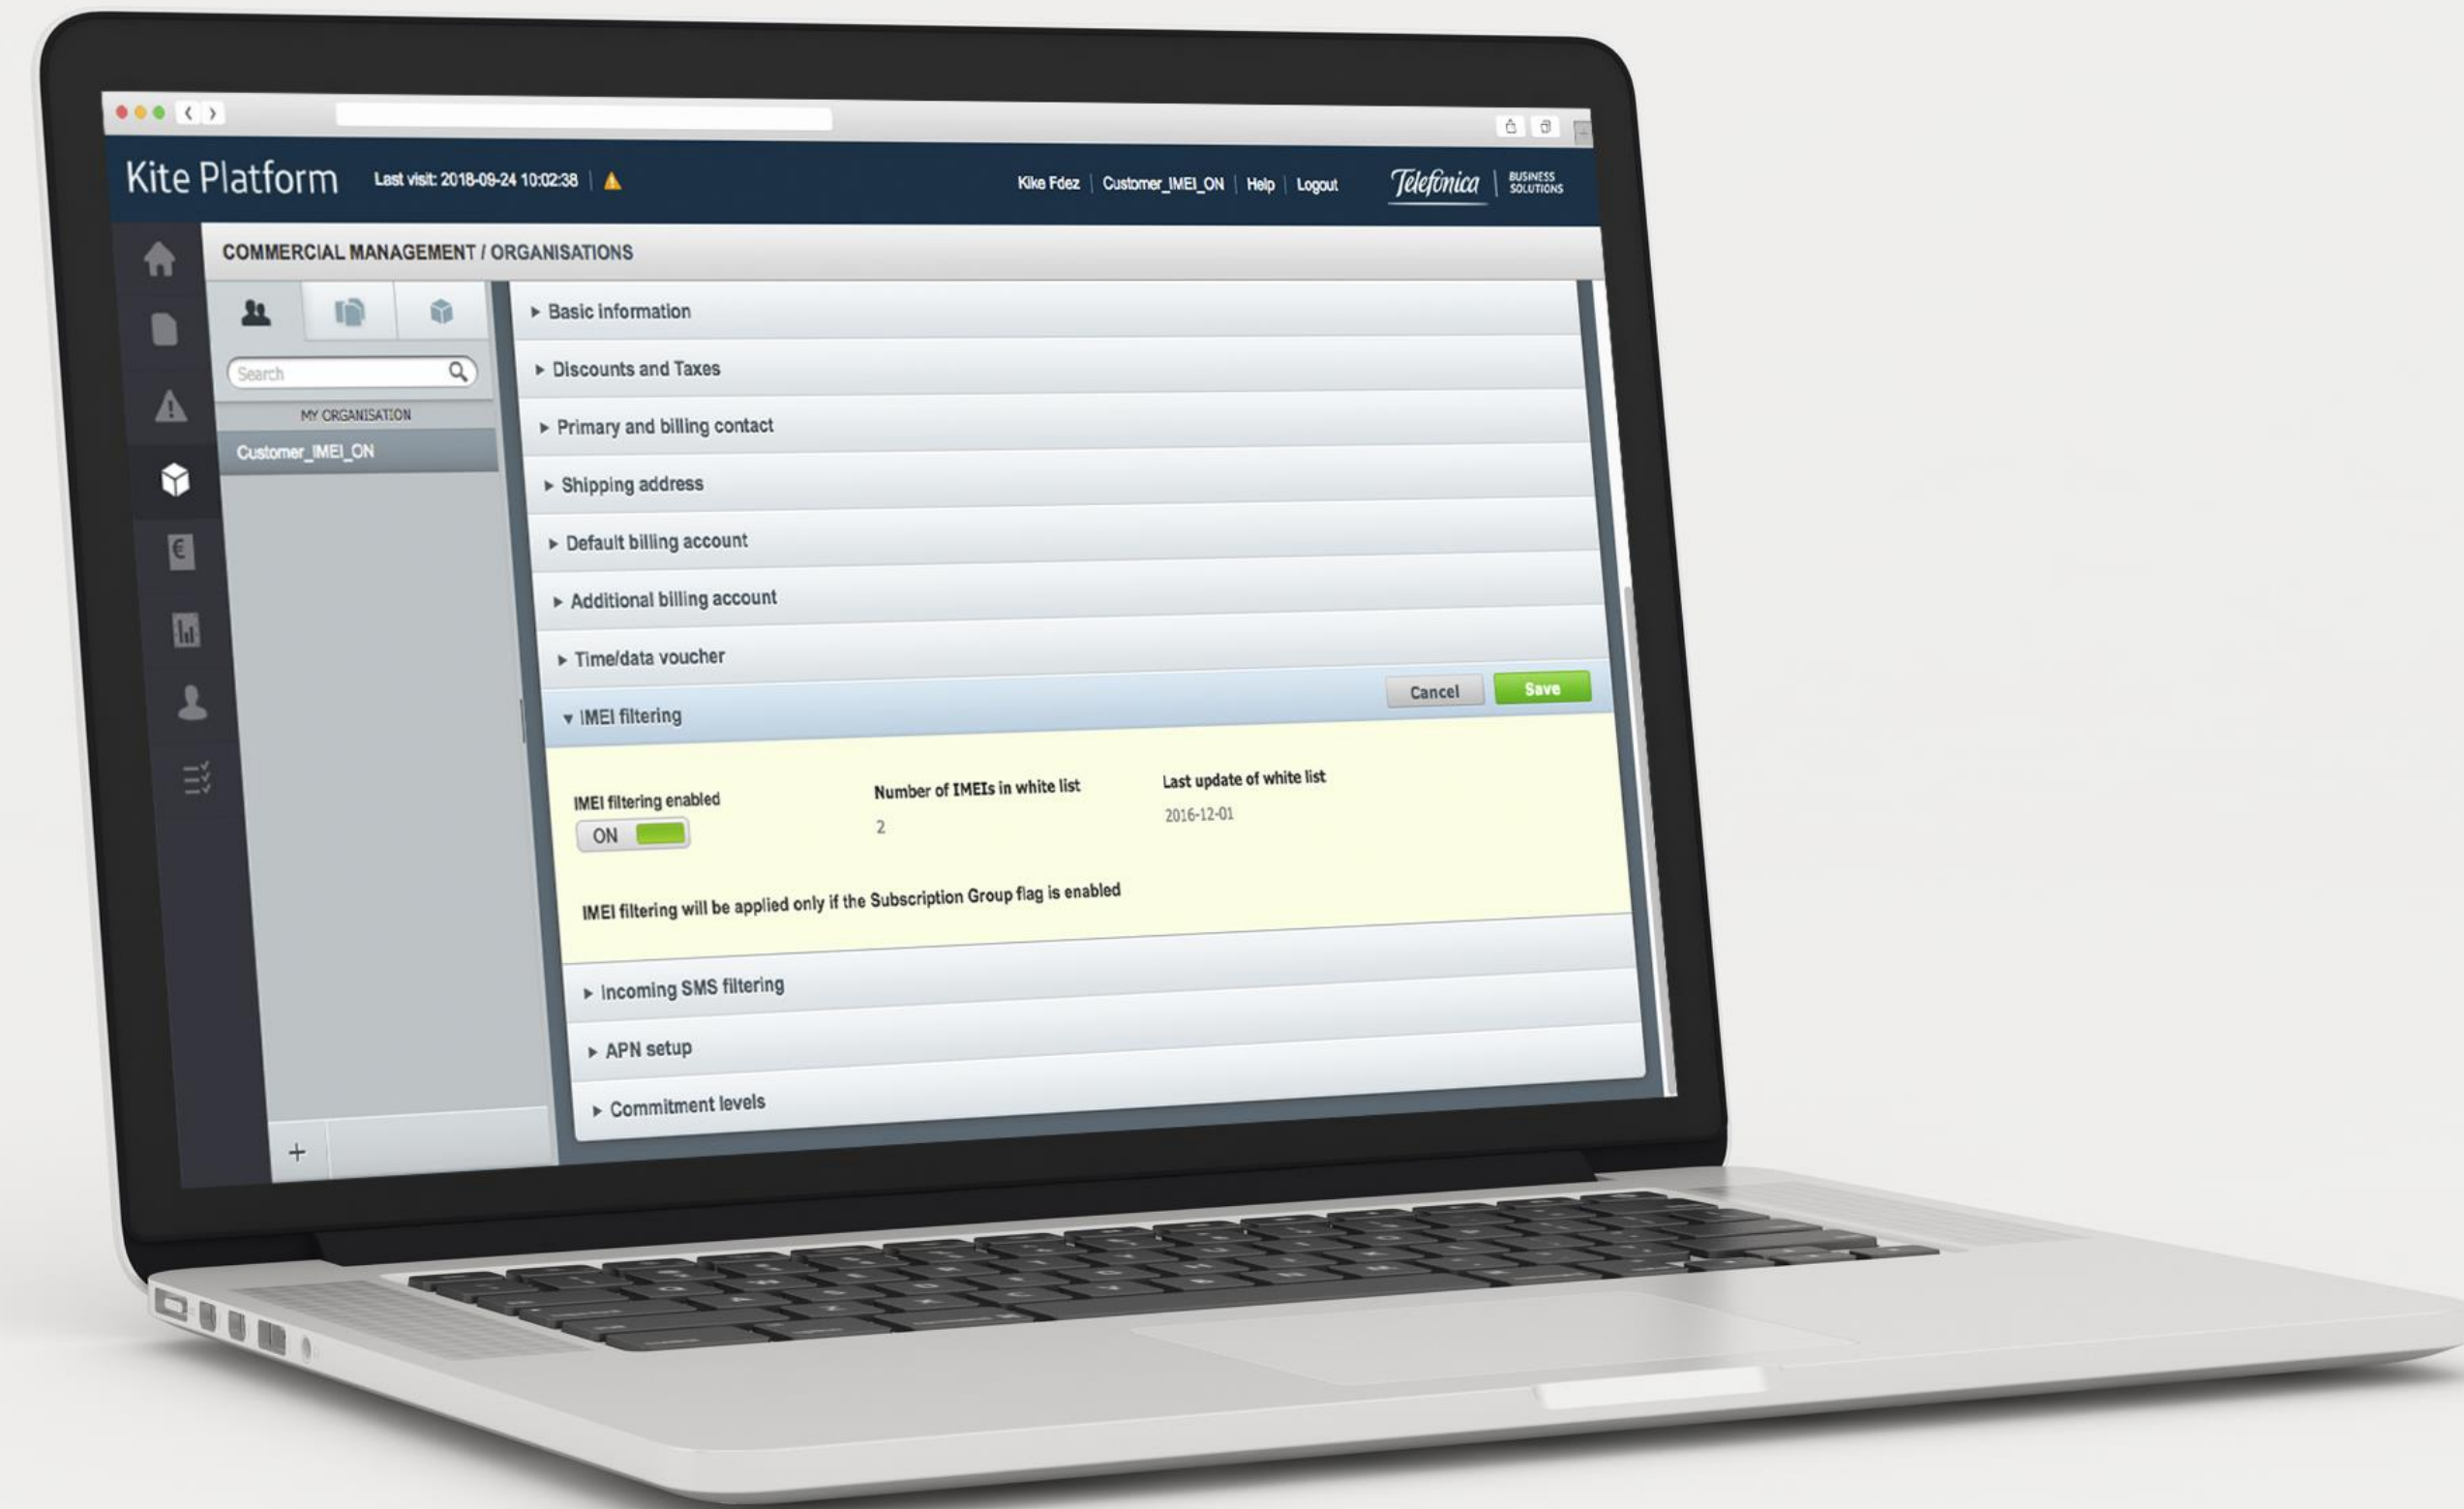 Kite Platform
Last visit: 2018-09-24 10:02:38
Kike Fdez | Customer_IMEI_ON | Help | Logout
Telefónica | BUSINESS SOLUTIONS
COMMERCIAL MANAGEMENT / ORGANISATIONS
Search
MY ORGANISATION
Customer_IMEI_ON
Basic Information
Discounts and Taxes
Primary and billing contact
Shipping address
Default billing account
Additional billing account
Time/data voucher
IMEI filtering
Cancel
Save
IMEI filtering enabled
ON
Number of IMEIs in white list
2
Last update of white list
2016-12-01
IMEI filtering will be applied only if the Subscription Group flag is enabled
Incoming SMS filtering
APN setup
Commitment levels
+